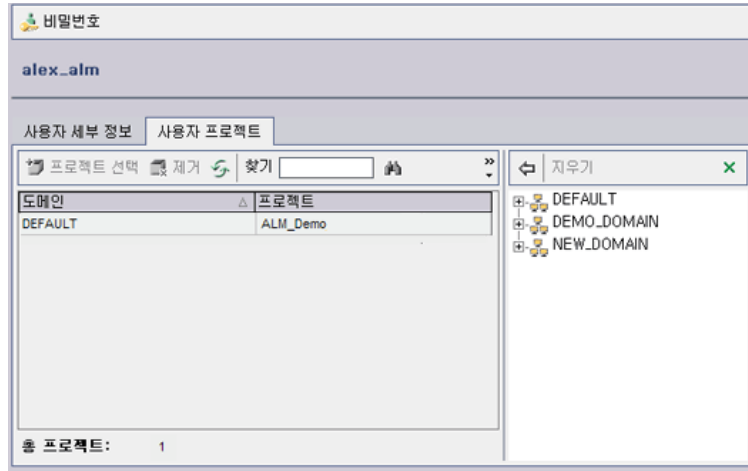 비밀번호
alex_alm
사용자 세부 정보 사용자 프로젝트
프로젝트 선택 제거 찾기 지우기
도메인 프로젝트
DEFAULT ALM_Demo
DEFAULT
DEMO_DOMAIN
NEW_DOMAIN
총 프로젝트: 1